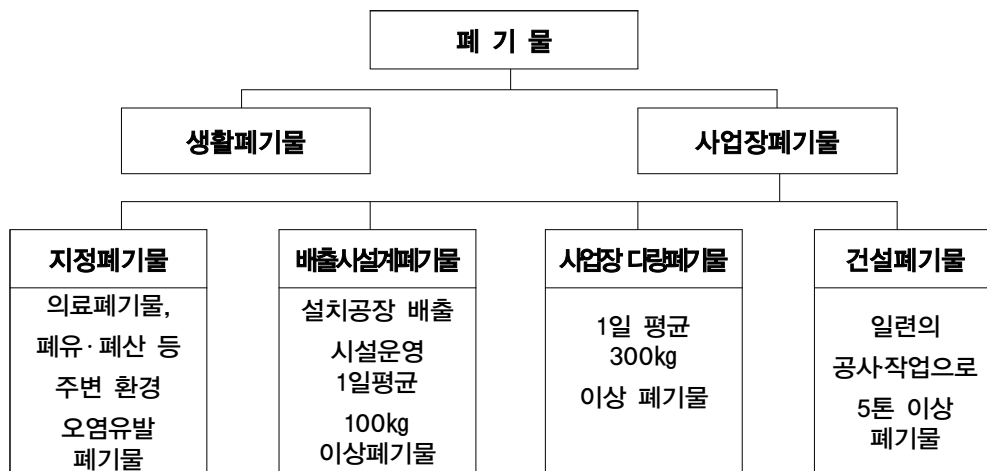 폐 기 물
생활폐기물
사업장폐기물
지정폐기물
의료폐기물,
폐유·폐산 등
주변 환경
오염유발
폐기물
배출시설계폐기물
설치공장 배출
시설운영
1일평균
100kg
이상폐기물
사업장 다량폐기물
1일 평균
300kg
이상 폐기물
건설폐기물
일련의
공사·작업으로
5톤 이상
폐기물